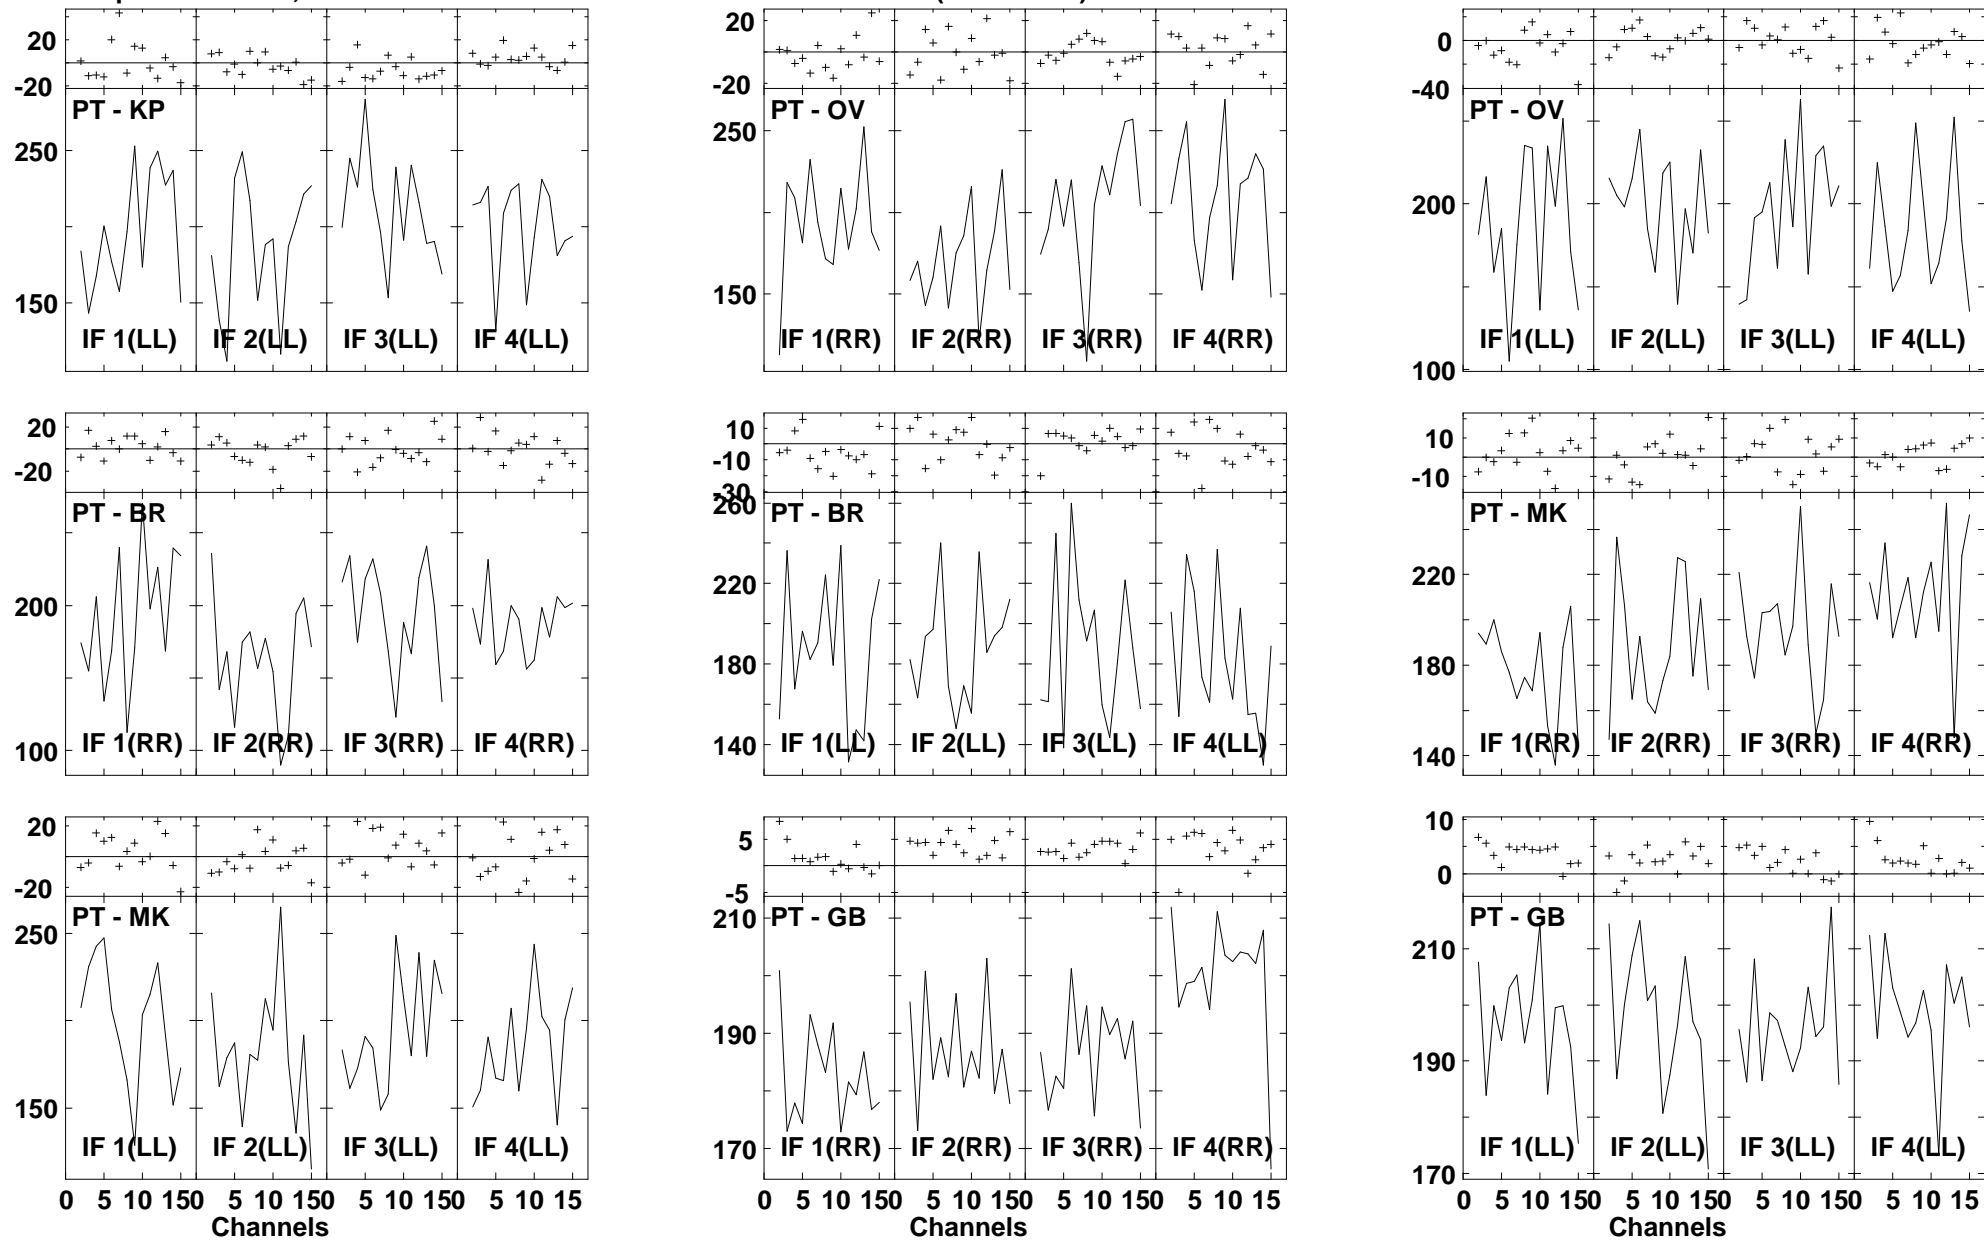 20 20 0
-20 -20 -40
PT - KP PT - OV PT - OV
250 250 200
150 150 100
IF 1(LL) IF 2(LL) IF 3(LL) IF 4(LL) IF 1(RR) IF 2(RR) IF 3(RR) IF 4(RR) IF 1(LL) IF 2(LL) IF 3(LL) IF 4(LL)
20 10 10
-20 -10 -10
-30
PT - BR PT - BR PT - MK
260
200 220 220
180 180
100 140 140
IF 1(RR) IF 2(RR) IF 3(RR) IF 4(RR) IF 1(LL) IF 2(LL) IF 3(LL) IF 4(LL) IF 1(RR) IF 2(RR) IF 3(RR) IF 4(RR)
20 5 10
-20 -5 0
PT - MK PT - GB PT - GB
250 210 210
190 190
150 170 170
IF 1(LL) IF 2(LL) IF 3(LL) IF 4(LL) IF 1(RR) IF 2(RR) IF 3(RR) IF 4(RR) IF 1(LL) IF 2(LL) IF 3(LL) IF 4(LL)
0 5 10 150 5 10 150 5 10 150 5 10 15 0 5 10 150 5 10 150 5 10 150 5 10 15 0 5 10 150 5 10 150 5 10 150 5 10 15
Channels Channels Channels